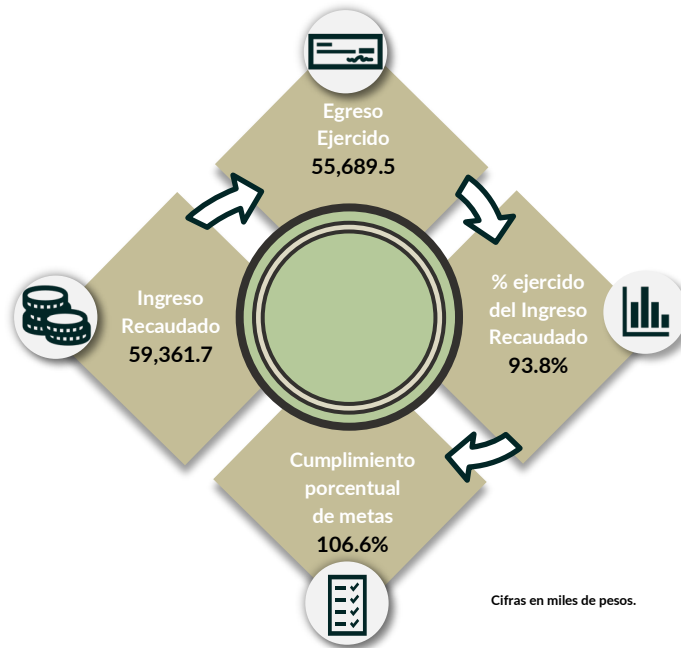 Egreso
Ejercido
55,689.5
Ingreso
Recaudado
59,361.7
% ejercido
del Ingreso
Recaudado
93.8%
Cumplimiento
porcentual
de metas
106.6%
Cifras en miles de pesos.